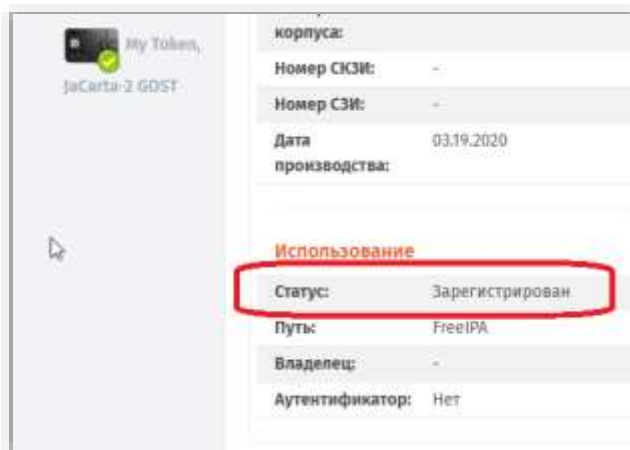 My Token,
JaCarta-2 GOST
корпуса:
Номер СКЗИ: -
Номер СЗИ: -
Дата 03.19.2020
производства:
Использование
Статус: Зарегистрирован
Путь: FreeIPA
Владелец: -
Аутентификатор: Нет